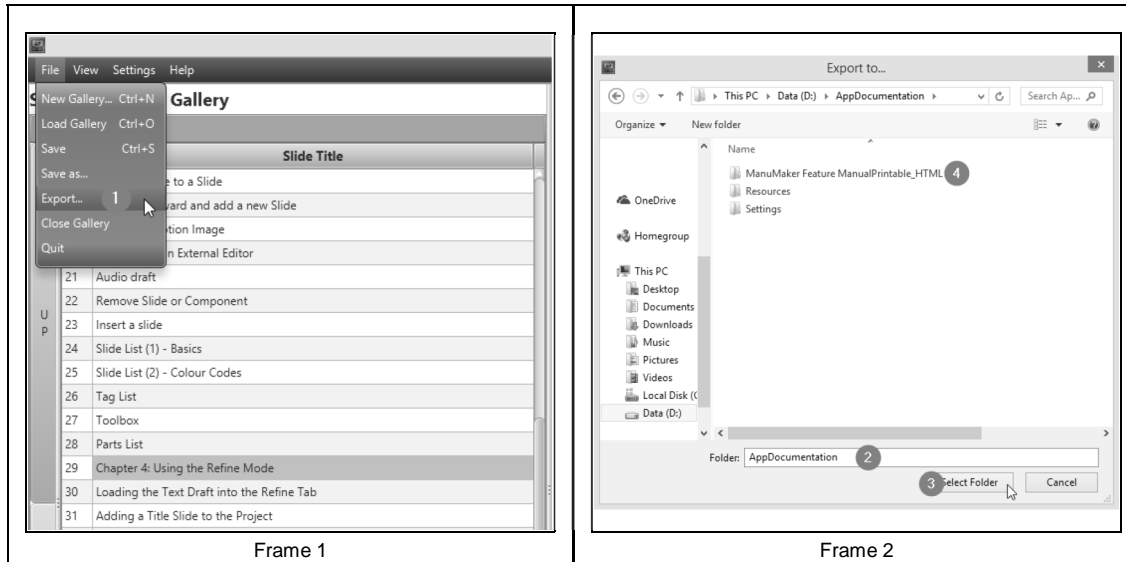 File View Settings Help
New Gallery... Ctrl+N
Gallery
Load Gallery Ctrl+O
Save Ctrl+S
Slide Title
Save as...
e to a Slide
Export... 1
vard and add a new Slide
Close Gallery
otion Image
Quit
n External Editor
21 Audio draft
22 Remove Slide or Component
U
P
23 Insert a slide
24 Slide List (1) - Basics
25 Slide List (2) - Colour Codes
26 Tag List
27 Toolbox
28 Parts List
29 Chapter 4: Using the Refine Mode
30 Loading the Text Draft into the Refine Tab
31 Adding a Title Slide to the Project
Frame 1
Export to...
This PC Data (D:) AppDocumentation Search Ap...
Organize New folder
Name
ManuMaker Feature ManualPrintable_HTML 4
Resources
Settings
OneDrive
Homegroup
This PC
Desktop
Documents
Downloads
Music
Pictures
Videos
Local Disk (C
Data (D:)
Folder: AppDocumentation 2
3 Select Folder Cancel
Frame 2